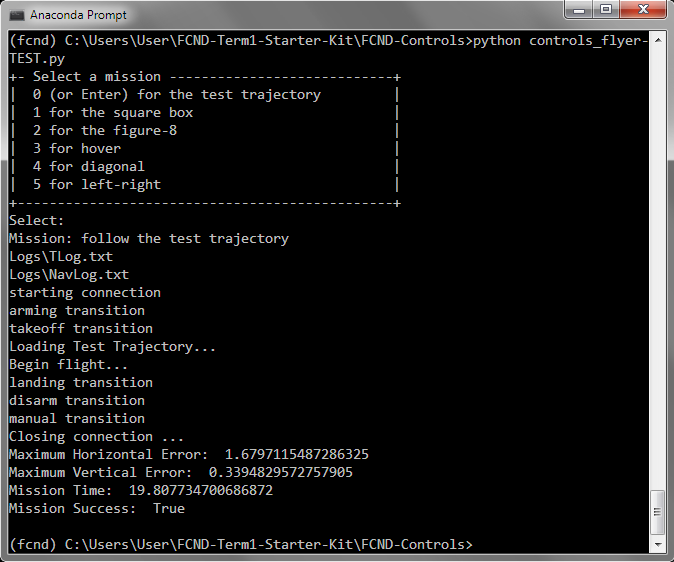 Anaconda Prompt
(fcnd) C:\Users\User\FCND-Term1-Starter-Kit\FCND-Controls>python controls_flyer-
TEST.py
+- Select a mission ----------------------------+
|  0 (or Enter) for the test trajectory         |
|  1 for the square box                         |
|  2 for the figure-8                           |
|  3 for hover                                  |
|  4 for diagonal                               |
|  5 for left-right                             |
+-----------------------------------------------+
Select:
Mission: follow the test trajectory
Logs\TLog.txt
Logs\NavLog.txt
starting connection
arming transition
takeoff transition
Loading Test Trajectory...
Begin flight...
landing transition
disarm transition
manual transition
Closing connection ...
Maximum Horizontal Error:  1.6797115487286325
Maximum Vertical Error:  0.3394829572757905
Mission Time:  19.807734700686872
Mission Success:  True
(fcnd) C:\Users\User\FCND-Term1-Starter-Kit\FCND-Controls>